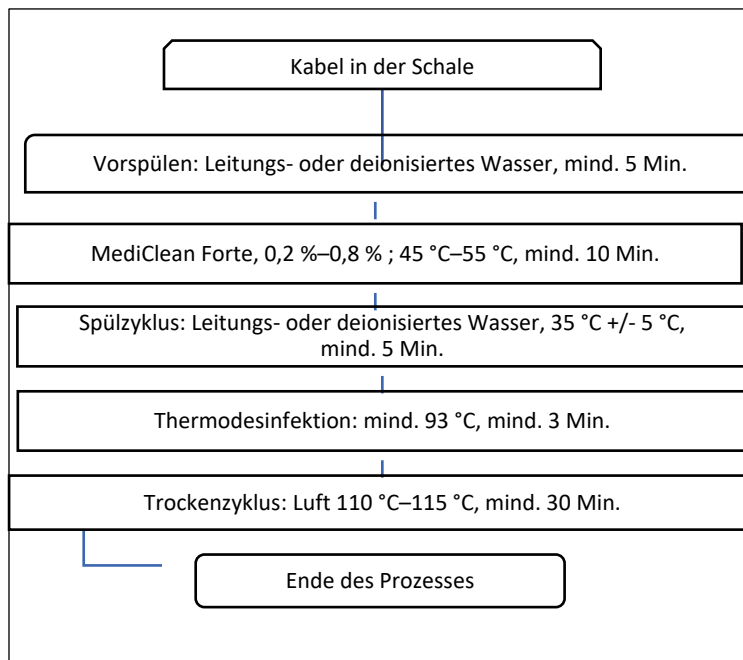 Kabel in der Schale
Vorspülen: Leitungs- oder deionisiertes Wasser, mind. 5 Min.
MediClean Forte, 0,2 %–0,8 % ; 45 °C–55 °C, mind. 10 Min.
Spülzyklus: Leitungs- oder deionisiertes Wasser, 35 °C +/- 5 °C,
mind. 5 Min.
Thermodesinfektion: mind. 93 °C, mind. 3 Min.
Trockenzyklus: Luft 110 °C–115 °C, mind. 30 Min.
Ende des Prozesses